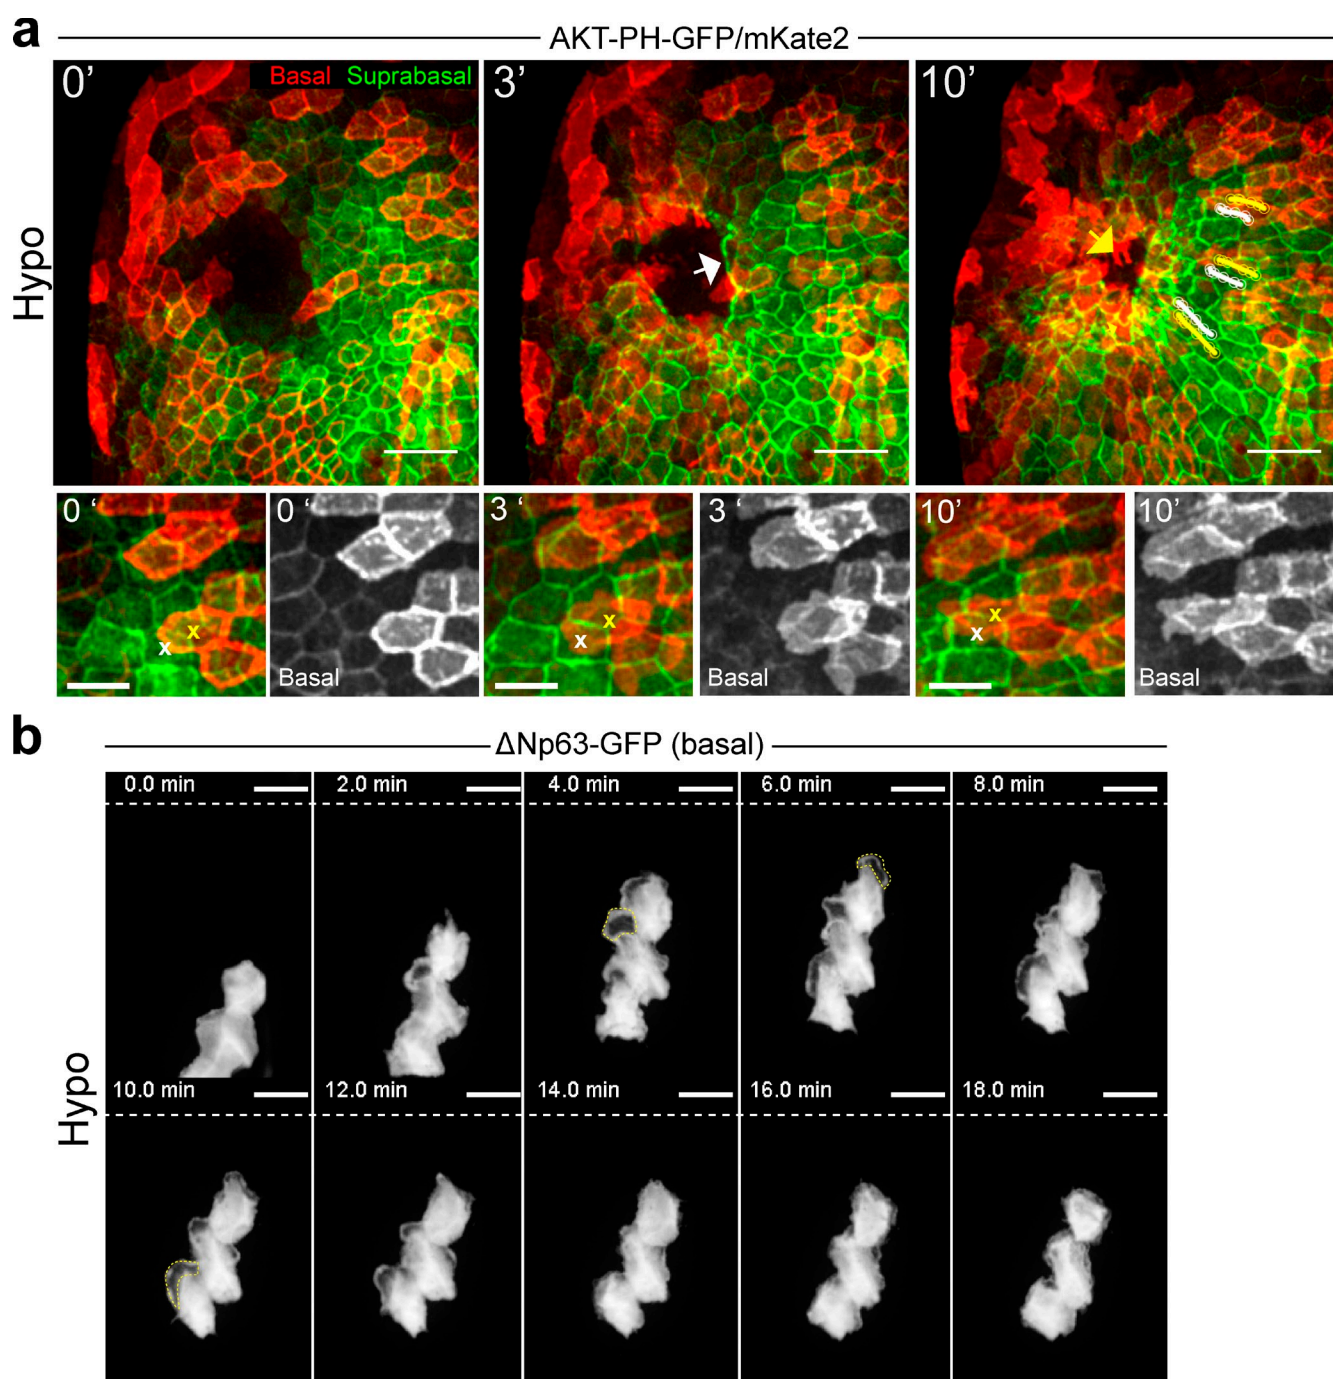 a
AKT-PH-GFP/mKate2
Hypo
0’ Basal Suprabasal
3’
10’
0 ‘
x
x
0 ‘
Basal
3 ‘
x
x
3 ‘
Basal
10’
x
x
10’
Basal
b
ΔNp63-GFP (basal)
Hypo
0.0 min
2.0 min
4.0 min
6.0 min
8.0 min
10.0 min
12.0 min
14.0 min
16.0 min
18.0 min